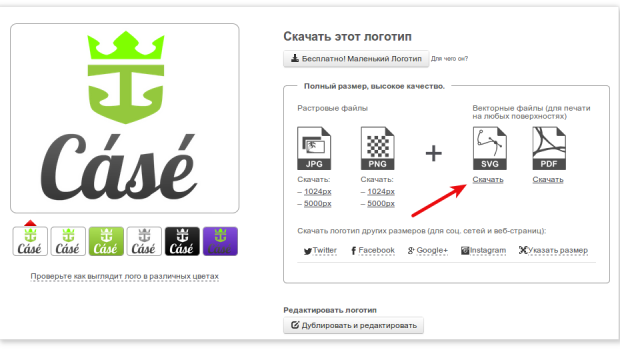 Cásé
Cásé Cásé Cásé Cásé Cásé Cásé
Проверьте как выглядит лого в различных цветах
Скачать этот логотип
Бесплатно! Маленький Логотип Для чего он?
Полный размер, высокое качество.
Растровые файлы
JPG PNG
Скачать: Скачать:
– 1024px – 1024px
– 5000px – 5000px
+
Векторные файлы (для печати
на любых поверхностях)
SVG PDF
Скачать Скачать
Скачать логотип других размеров (для соц. сетей и веб-страниц):
Twitter Facebook Google+ Instagram Указать размер
Редактировать логотип
Дублировать и редактировать